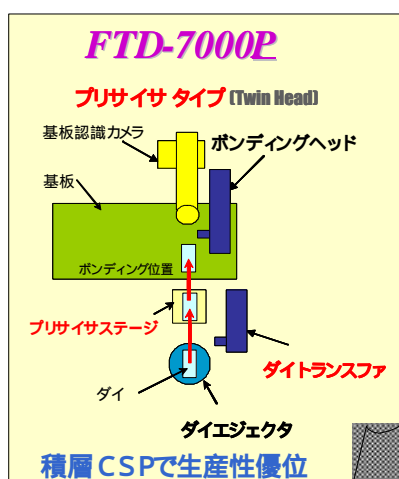 FTD-7000P
プリサイサ タイプ (Twin Head)
基板認識カメラ
ボンディングヘッド
基板
ボンディング位置
プリサイサステージ
ダイトランスファ
ダイ
ダイエジェクタ
積層CSPで生産性優位